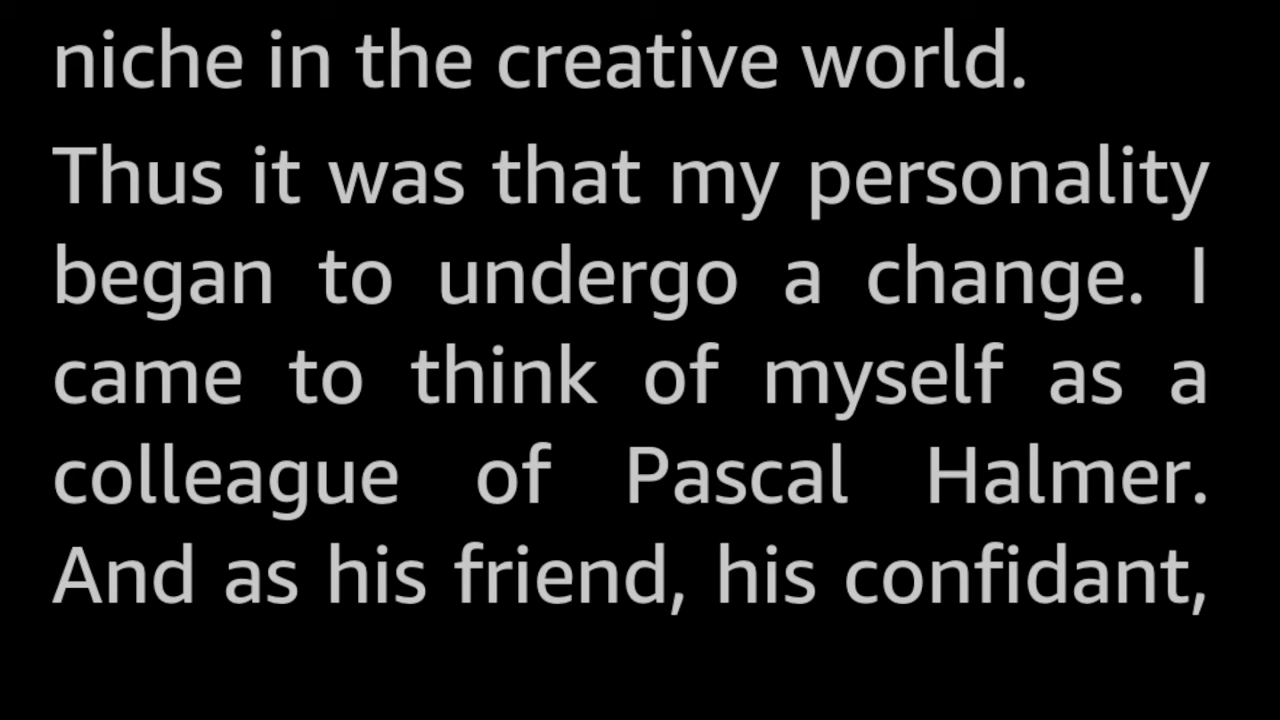 niche in the creative world.
Thus it was that my personality
began to undergo a change. I
came to think of myself as a
colleague of Pascal Halmer.
And as his friend, his confidant,